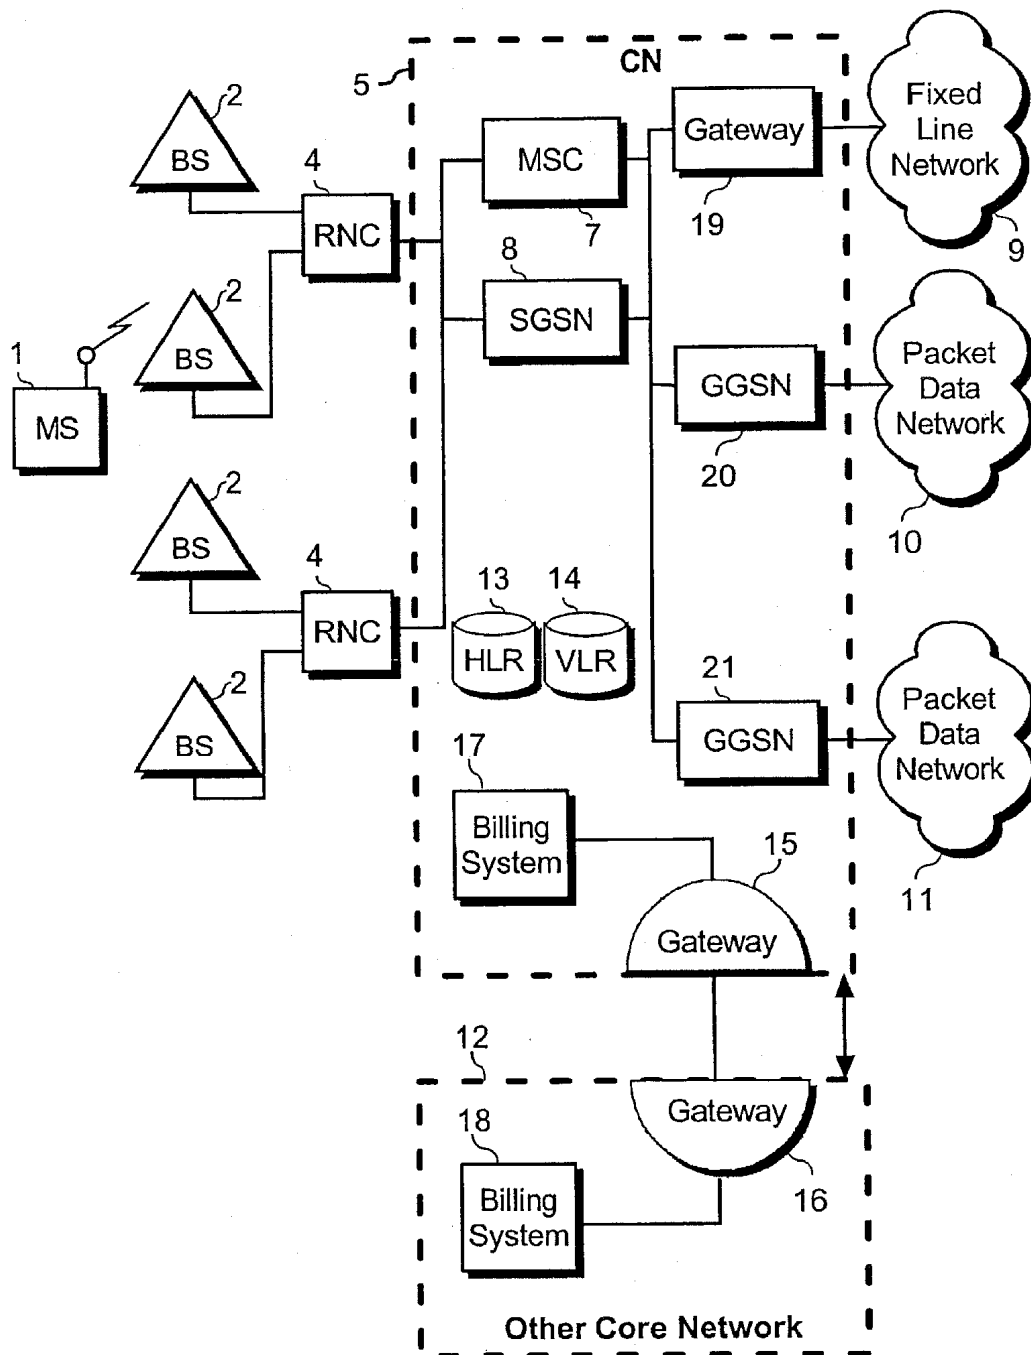 5
CN
2
BS
4
RNC
MSC
7
Gateway
19
Fixed
Line
Network
9
8
SGSN
2
BS
1
MS
GGSN
20
Packet
Data
Network
10
2
BS
4
RNC
13
HLR
14
VLR
2
BS
21
GGSN
Packet
Data
Network
11
17
Billing
System
15
Gateway
12
Gateway
16
18
Billing
System
Other Core Network